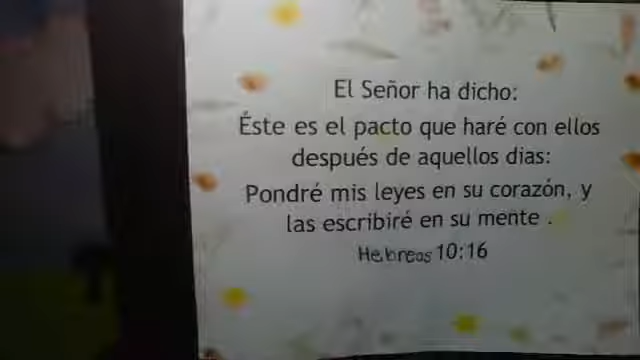 El Señor ha dicho:
Éste es el pacto que haré con ellos
después de aquellos dias:
Pondré mis leyes en su corazón, y
las escribiré en su mente .
Hebreos 10:16